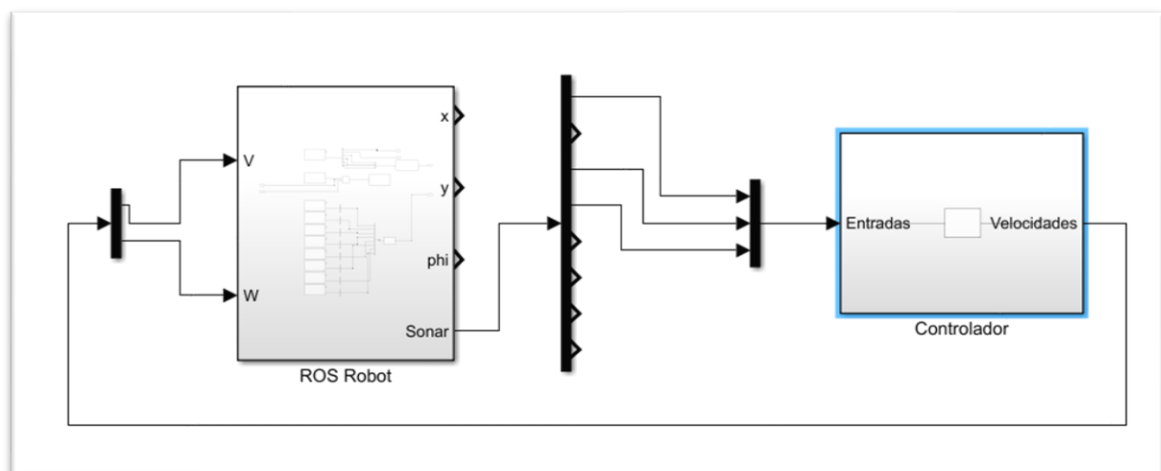 x
V
y
Entradas
Velocidades
phi
W
Sonar
Controlador
ROS Robot